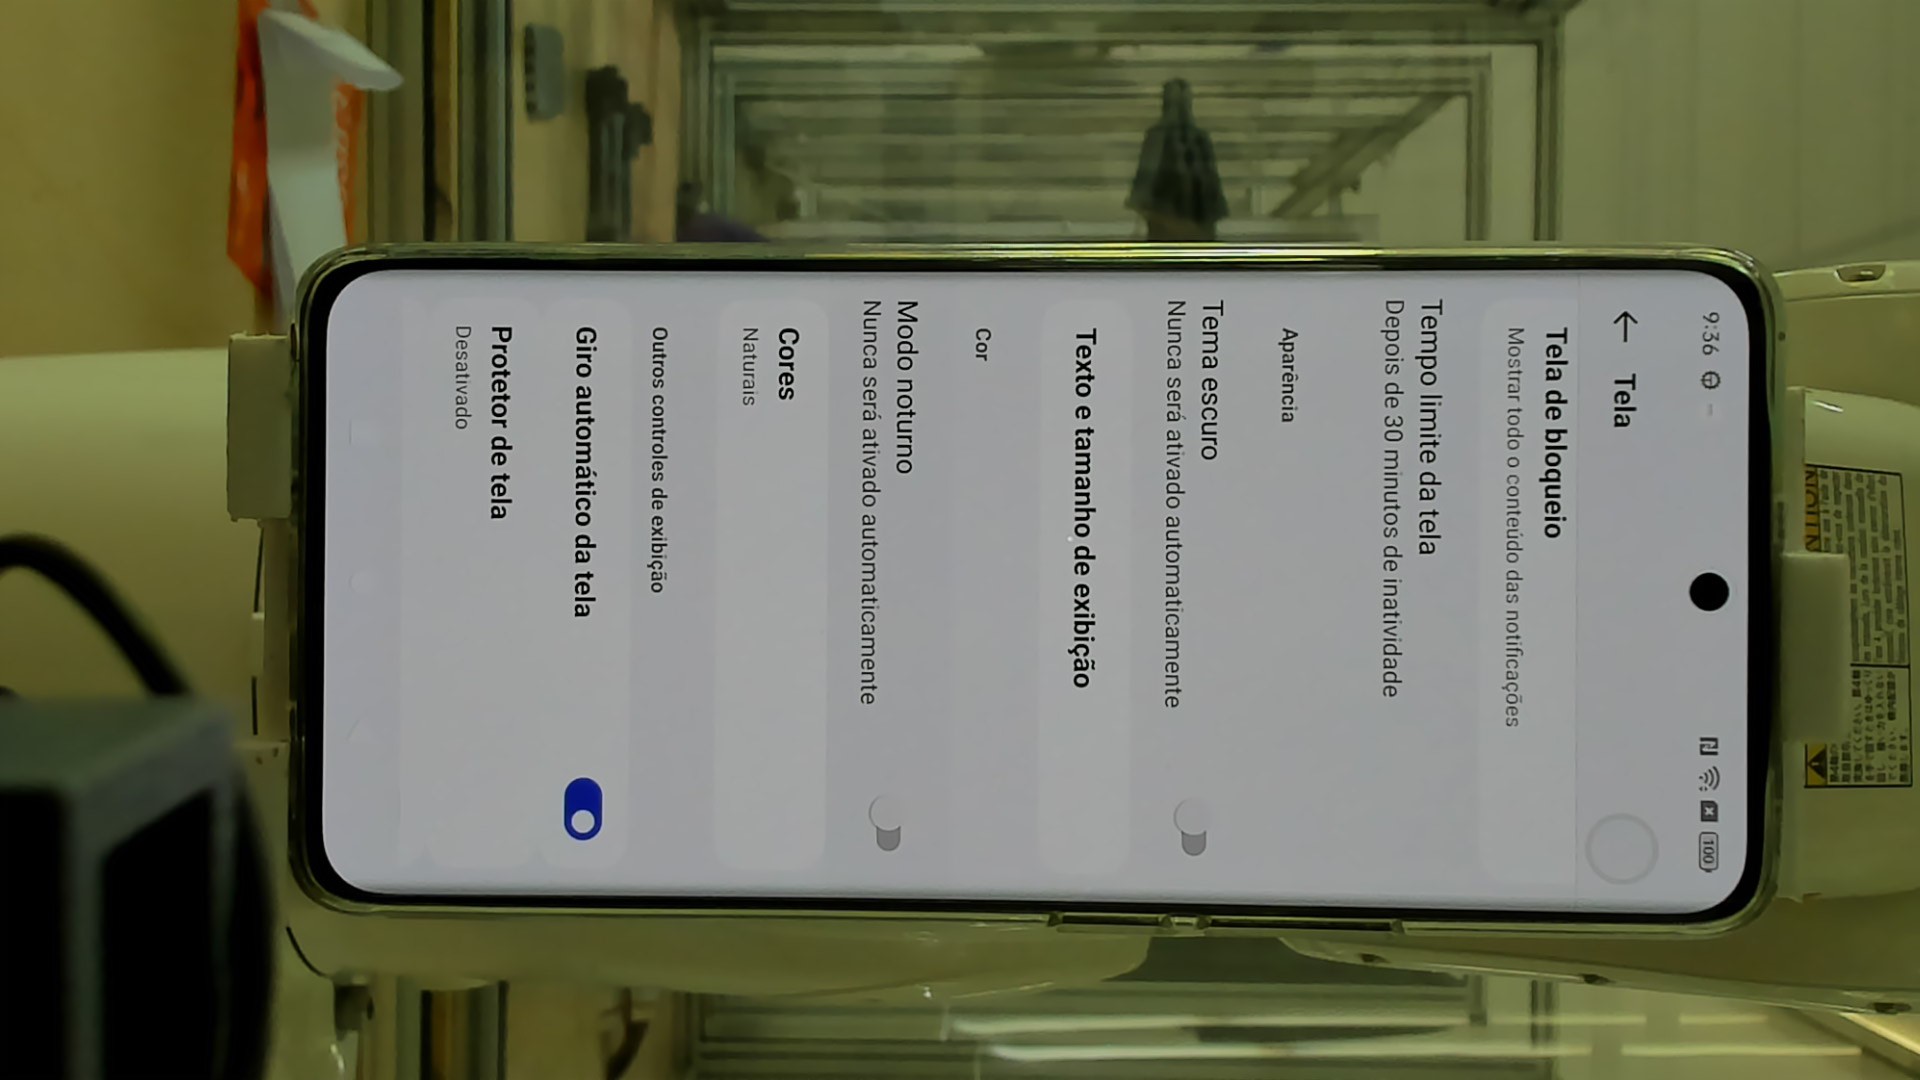 9:36
100
Tela
Tela de bloqueio
Mostrar todo o conteúdo das notificações
Tempo limite da tela
Depois de 30 minutos de inatividade
Aparência
Tema escuro
Nunca será ativado automaticamente
Texto e tamanho de exibição
Cor
Modo noturno
Nunca será ativado automaticamente
Cores
Naturais
Outros controles de exibição
Giro automático da tela
Protetor de tela
Desativado